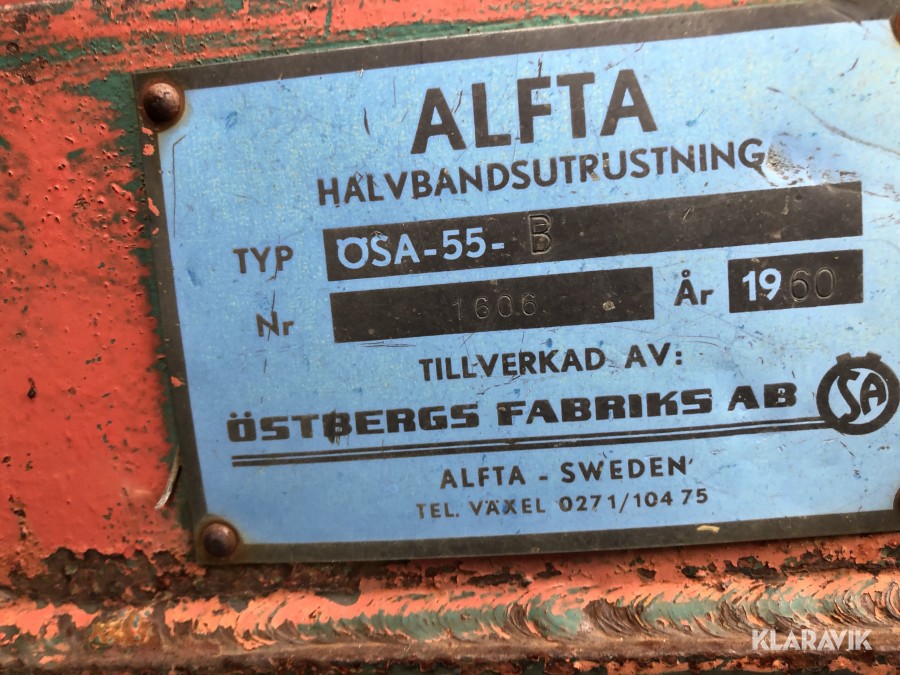 ALFTA
HALVBANDSUTRUSTNING
TYP ÖSA-55- B
Nr 1606 År 1960
TILLVERKAD AV:
ÖSTBERGS FABRIKS AB ÖSA
ALFTA - SWEDEN
TEL. VÄXEL 0271/104 75
KLARAVIK